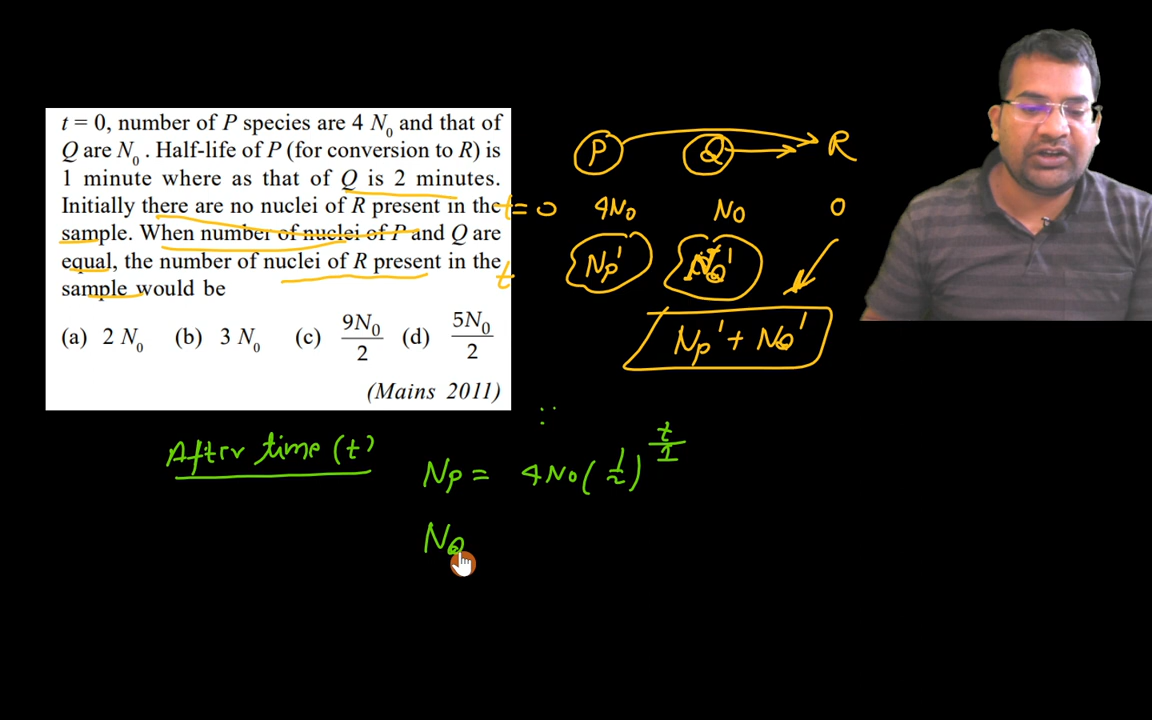 t = 0, number of P species are 4 N₀ and that of
Q are N₀ . Half-life of P (for conversion to R) is
1 minute where as that of Q is 2 minutes.
Initially there are no nuclei of R present in the
sample. When number of nuclei of P and Q are
equal, the number of nuclei of R present in the
sample would be
(a) 2 N₀ (b) 3 N₀ (c) 9N₀/2 (d) 5N₀/2
(Mains 2011)
P Q R
t = 0 4N₀ N₀ 0
t Np' NQ'
Np' + NQ'
After time (t)
Np = 4N₀(1/2)^(t/1)
NQ